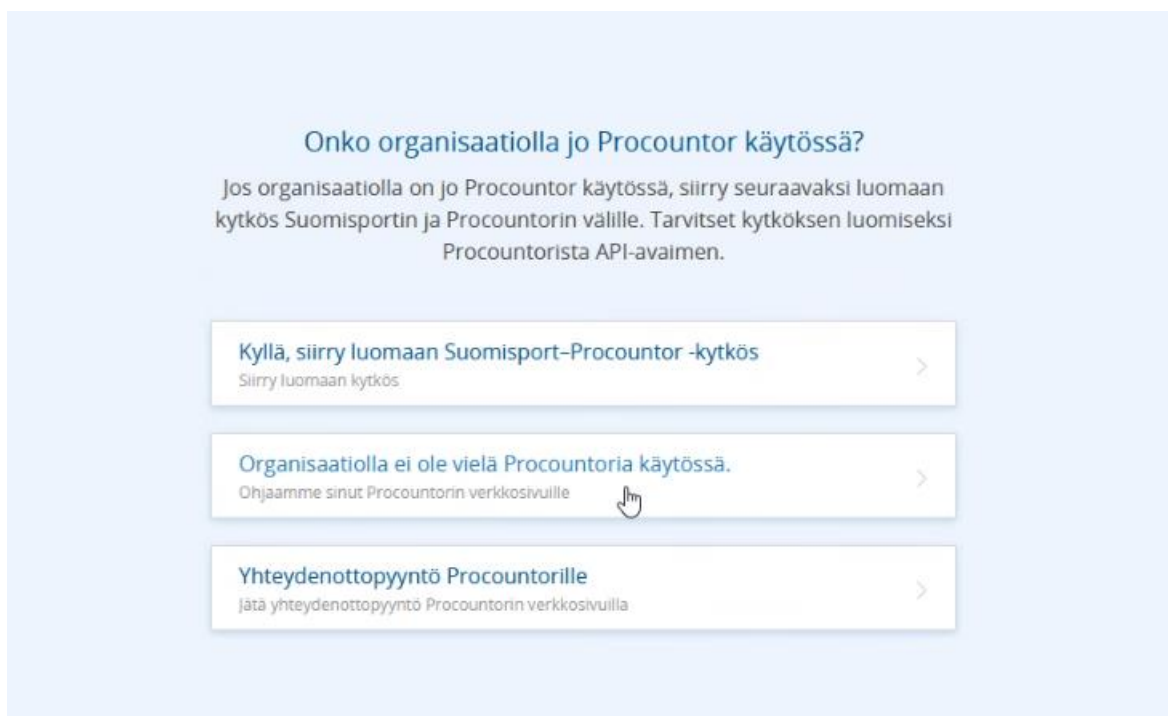 Onko organisaatiolla jo Procountor käytössä?
Jos organisaatiolla on jo Procountor käytössä, siirry seuraavaksi luomaan
kytkös Suomisportin ja Procountorin välille. Tarvitset kytköksen luomiseksi
Procountorista API-avaimen.
Kyllä, siirry luomaan Suomisport–Procountor -kytkös
Siirry luomaan kytkös
Organisaatiolla ei ole vielä Procountoria käytössä.
Ohjaamme sinut Procountorin verkkosivuille
Yhteydenottopyyntö Procountorille
Jätä yhteydenottopyyntö Procountorin verkkosivuilla